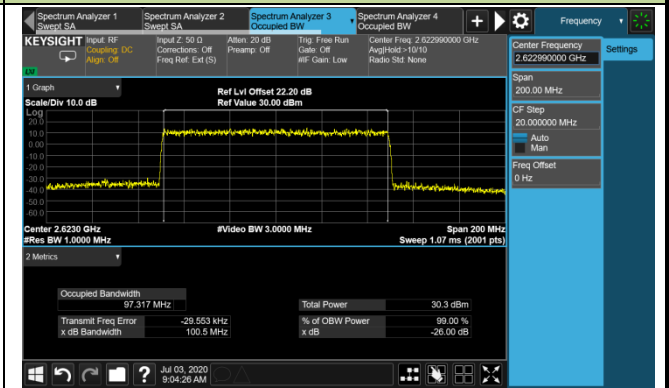 Spectrum Analyzer 1
Swept SA
Spectrum Analyzer 2
Swept SA
Spectrum Analyzer 3
Occupied BW
Spectrum Analyzer 4
Occupied BW
+
Frequency
KEYSIGHT
Input: RF
Coupling: DC
Align: Off
Input Z: 50 Ω
Corrections: Off
Freq Ref: Ext (S)
Atten: 20 dB
Preamp: Off
Trig: Free Run
Gate: Off
#IF Gain: Low
Center Freq: 2.622990000 GHz
Avg|Hold:>10/10
Radio Std: None
Center Frequency
2.622990000 GHz
Settings
Span
200.00 MHz
CF Step
20.000000 MHz
Auto
Man
Freq Offset
0 Hz
1 Graph
Scale/Div 10.0 dB
Ref Lvl Offset 22.20 dB
Ref Value 30.00 dBm
Log
20.0
10.0
0.00
-10.0
-20.0
-30.0
-40.0
-50.0
-60.0
Center 2.6230 GHz
#Res BW 1.0000 MHz
#Video BW 3.0000 MHz
Span 200 MHz
Sweep 1.07 ms (2001 pts)
2 Metrics
Occupied Bandwidth
97.317 MHz
Transmit Freq Error -29.553 kHz
x dB Bandwidth 100.5 MHz
Total Power 30.3 dBm
% of OBW Power 99.00 %
x dB -26.00 dB
?
Jul 03, 2020
9:04:26 AM